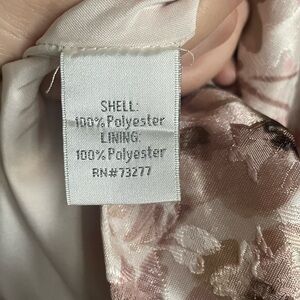 SHELL:
100% Polyester
LINING:
100% Polyester
RN#73277